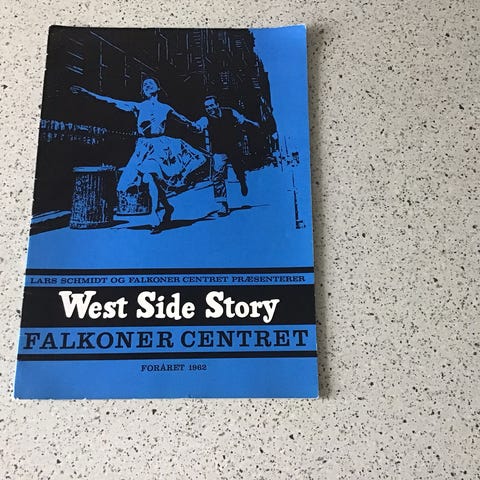 LARS SCHMIDT OG FALKONER CENTRET PRÆSENTERER
West Side Story
FALKONER CENTRET
FORÅRET 1962